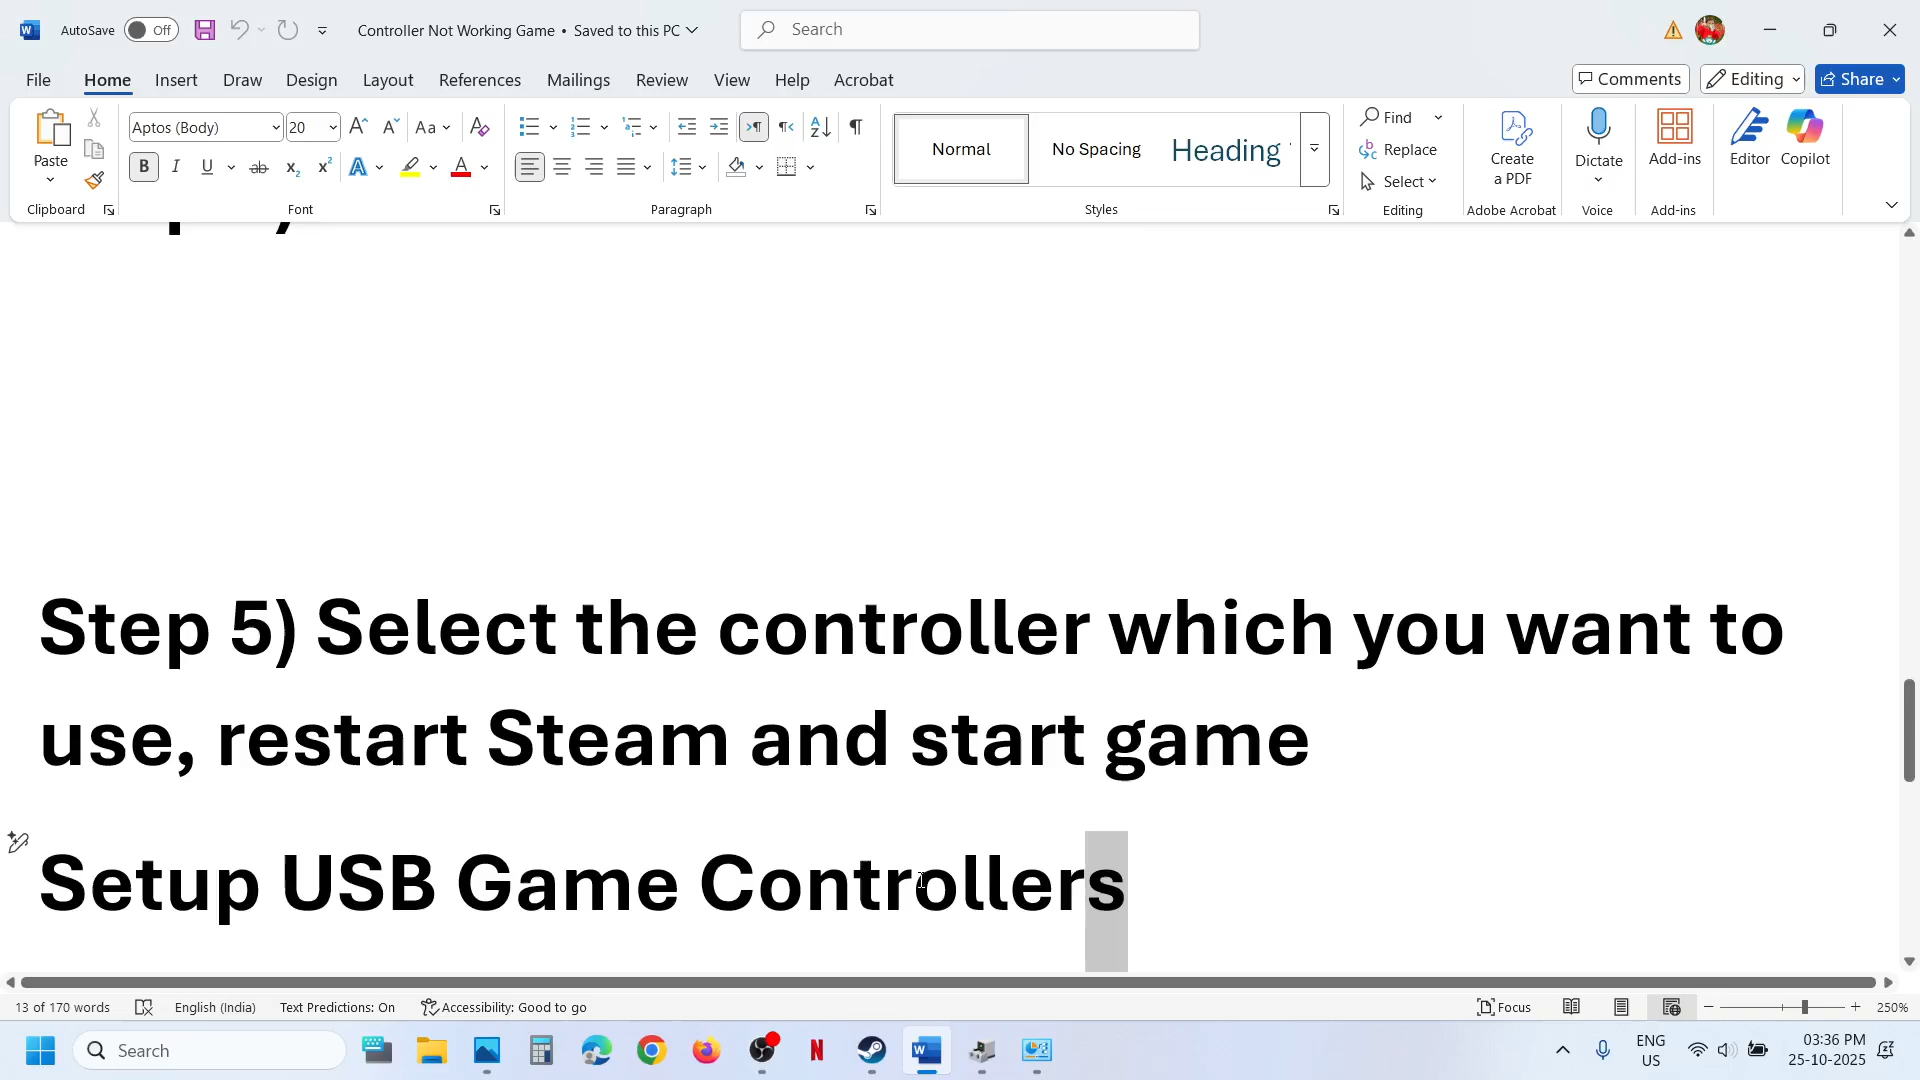 AutoSave Off Controller Not Working Game • Saved to this PC Search
File Home Insert Draw Design Layout References Mailings Review View Help Acrobat Comments Editing Share
Paste
Clipboard
Aptos (Body) 20
Font
Paragraph
Normal No Spacing Heading
Styles
Find
Replace
Select
Editing
Create a PDF
Adobe Acrobat
Dictate
Voice
Add-ins
Add-ins
Editor
Copilot
Step 5) Select the controller which you want to
use, restart Steam and start game
Setup USB Game Controllers
13 of 170 words English (India) Text Predictions: On Accessibility: Good to go Focus 250%
Search ENG US 03:36 PM 25-10-2025